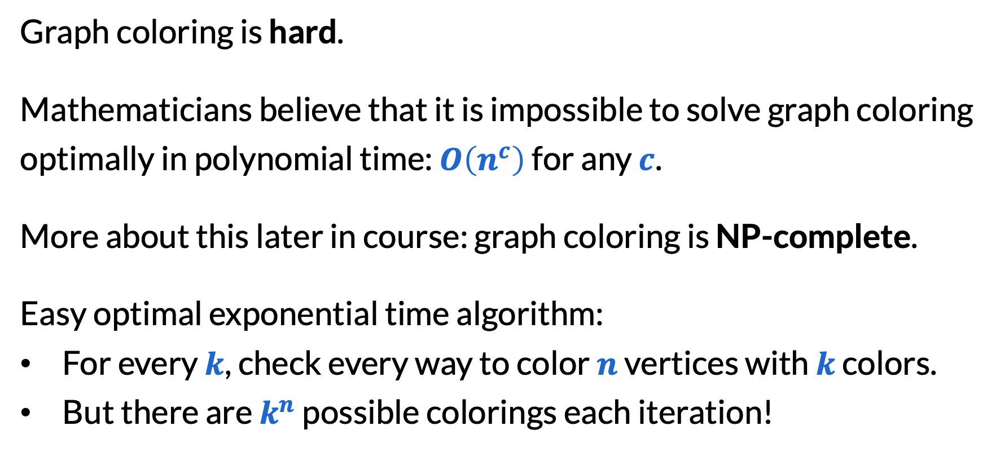 Graph coloring is hard.
Mathematicians believe that it is impossible to solve graph coloring
optimally in polynomial time: O(n^c) for any c.
More about this later in course: graph coloring is NP-complete.
Easy optimal exponential time algorithm:
• For every k, check every way to color n vertices with k colors.
• But there are k^n possible colorings each iteration!